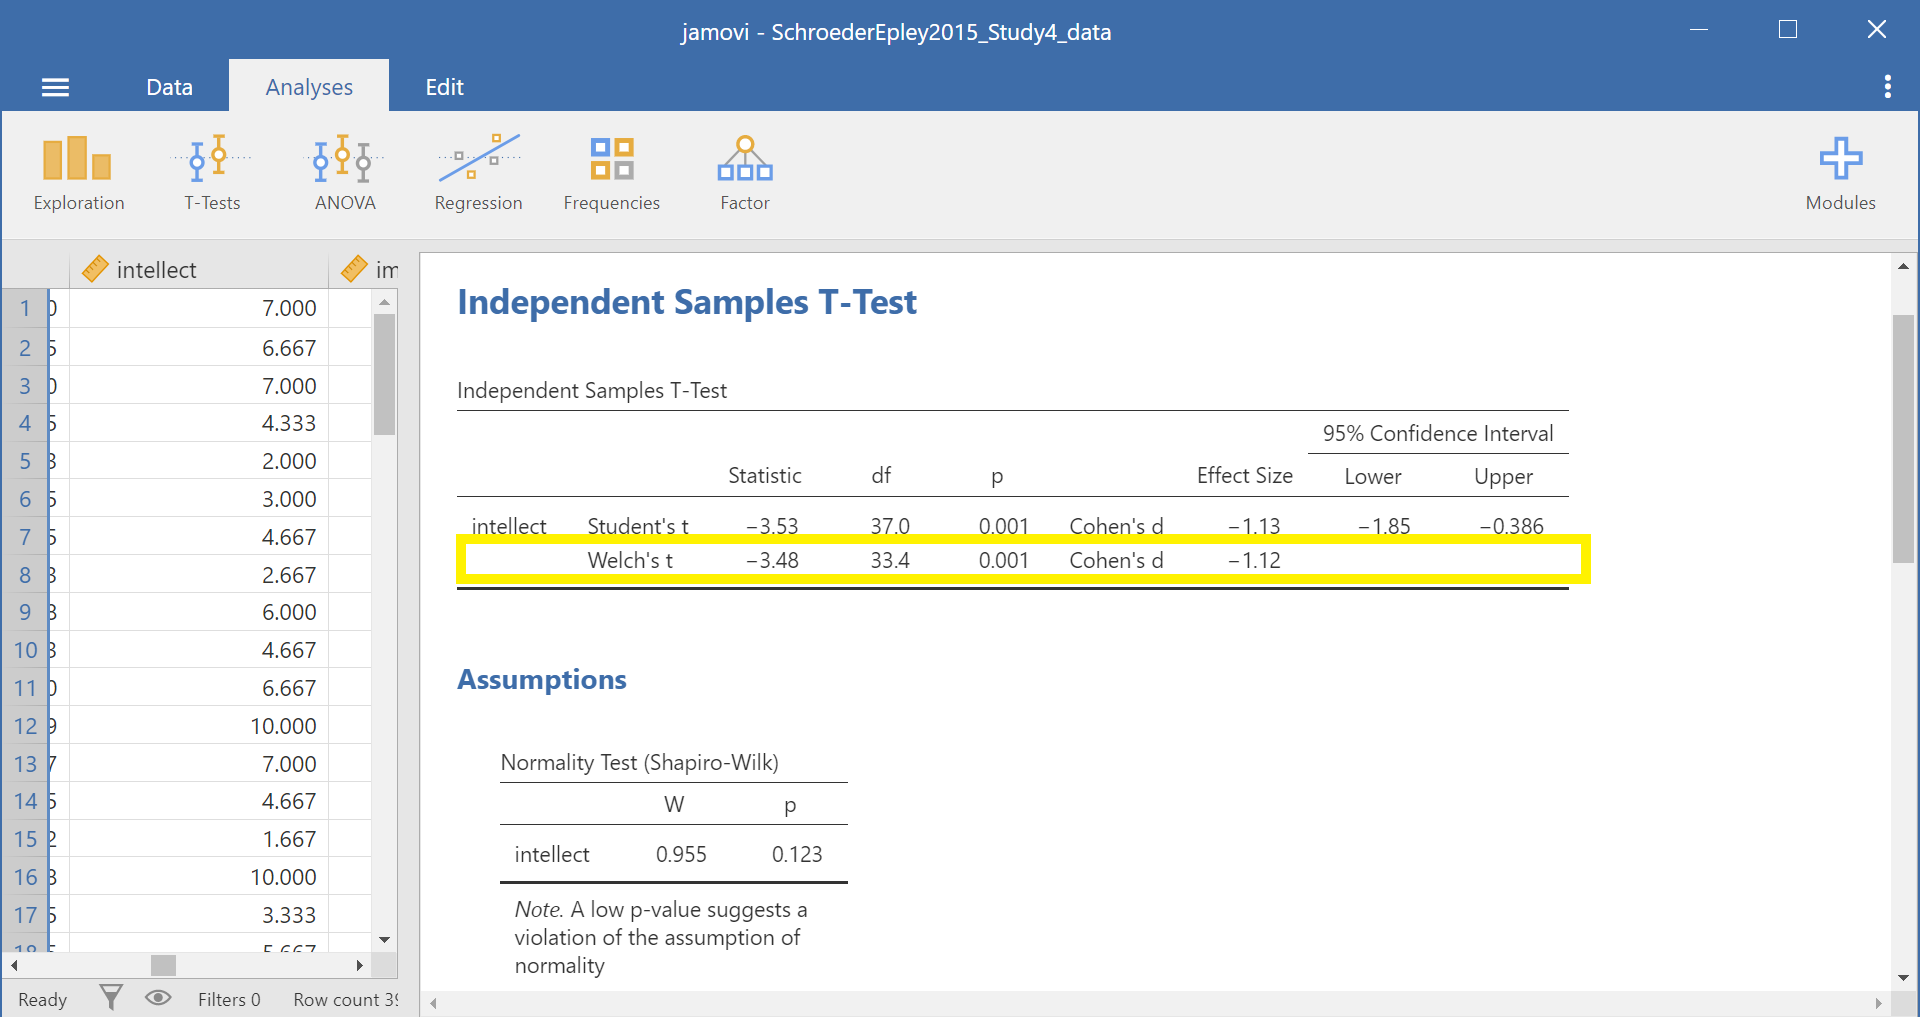 jamovi - SchroederEpley2015_Study4_data
Data Analyses Edit
Exploration T-Tests ANOVA Regression Frequencies Factor Modules
intellect im
1 7.000
2 6.667
3 7.000
4 4.333
5 2.000
6 3.000
7 4.667
8 2.667
9 6.000
10 4.667
11 6.667
12 10.000
13 7.000
14 4.667
15 1.667
16 10.000
17 3.333
18 5.667
Ready Filters 0 Row count 39
Independent Samples T-Test
Independent Samples T-Test
95% Confidence Interval
Statistic df p Effect Size Lower Upper
intellect Student's t −3.53 37.0 0.001 Cohen's d −1.13 −1.85 −0.386
Welch's t −3.48 33.4 0.001 Cohen's d −1.12
Assumptions
Normality Test (Shapiro-Wilk)
W p
intellect 0.955 0.123
Note. A low p-value suggests a
violation of the assumption of
normality